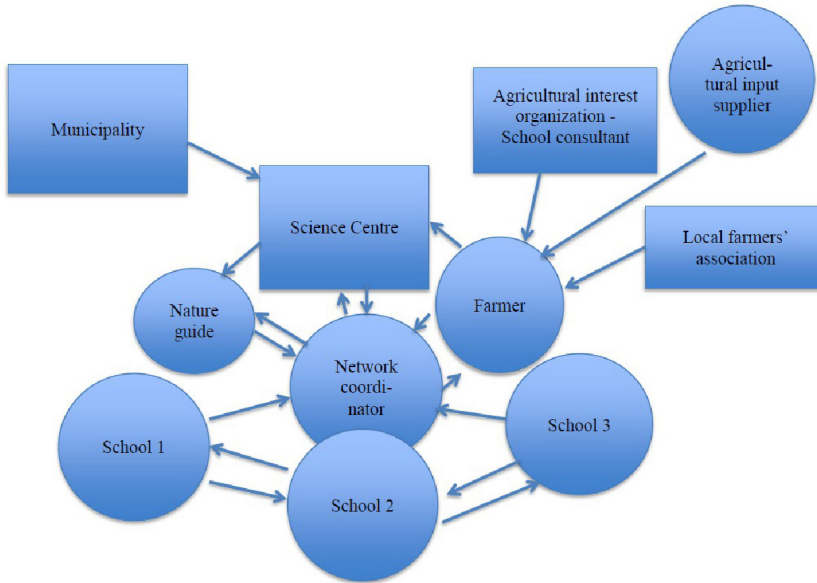 Agricul-
tural input
supplier
Agricultural interest
organization -
School consultant
Municipality
Science Centre
Local farmers’
association
Nature
guide
Farmer
Network
coordi-
nator
School 1
School 3
School 2